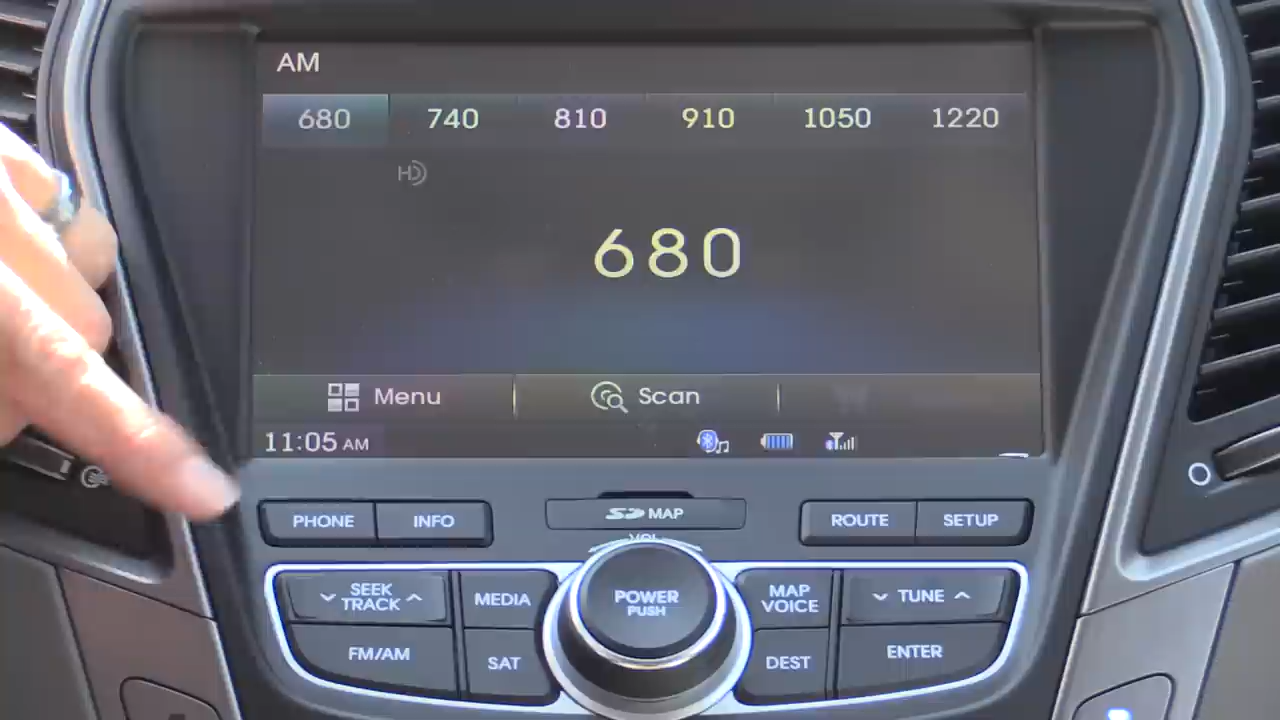 AM
680 740 810 910 1050 1220
HD
680
Menu Scan
11:05 AM
PHONE INFO SD MAP ROUTE SETUP
VOL
SEEK TRACK MEDIA POWER PUSH MAP VOICE TUNE
FM/AM SAT DEST ENTER